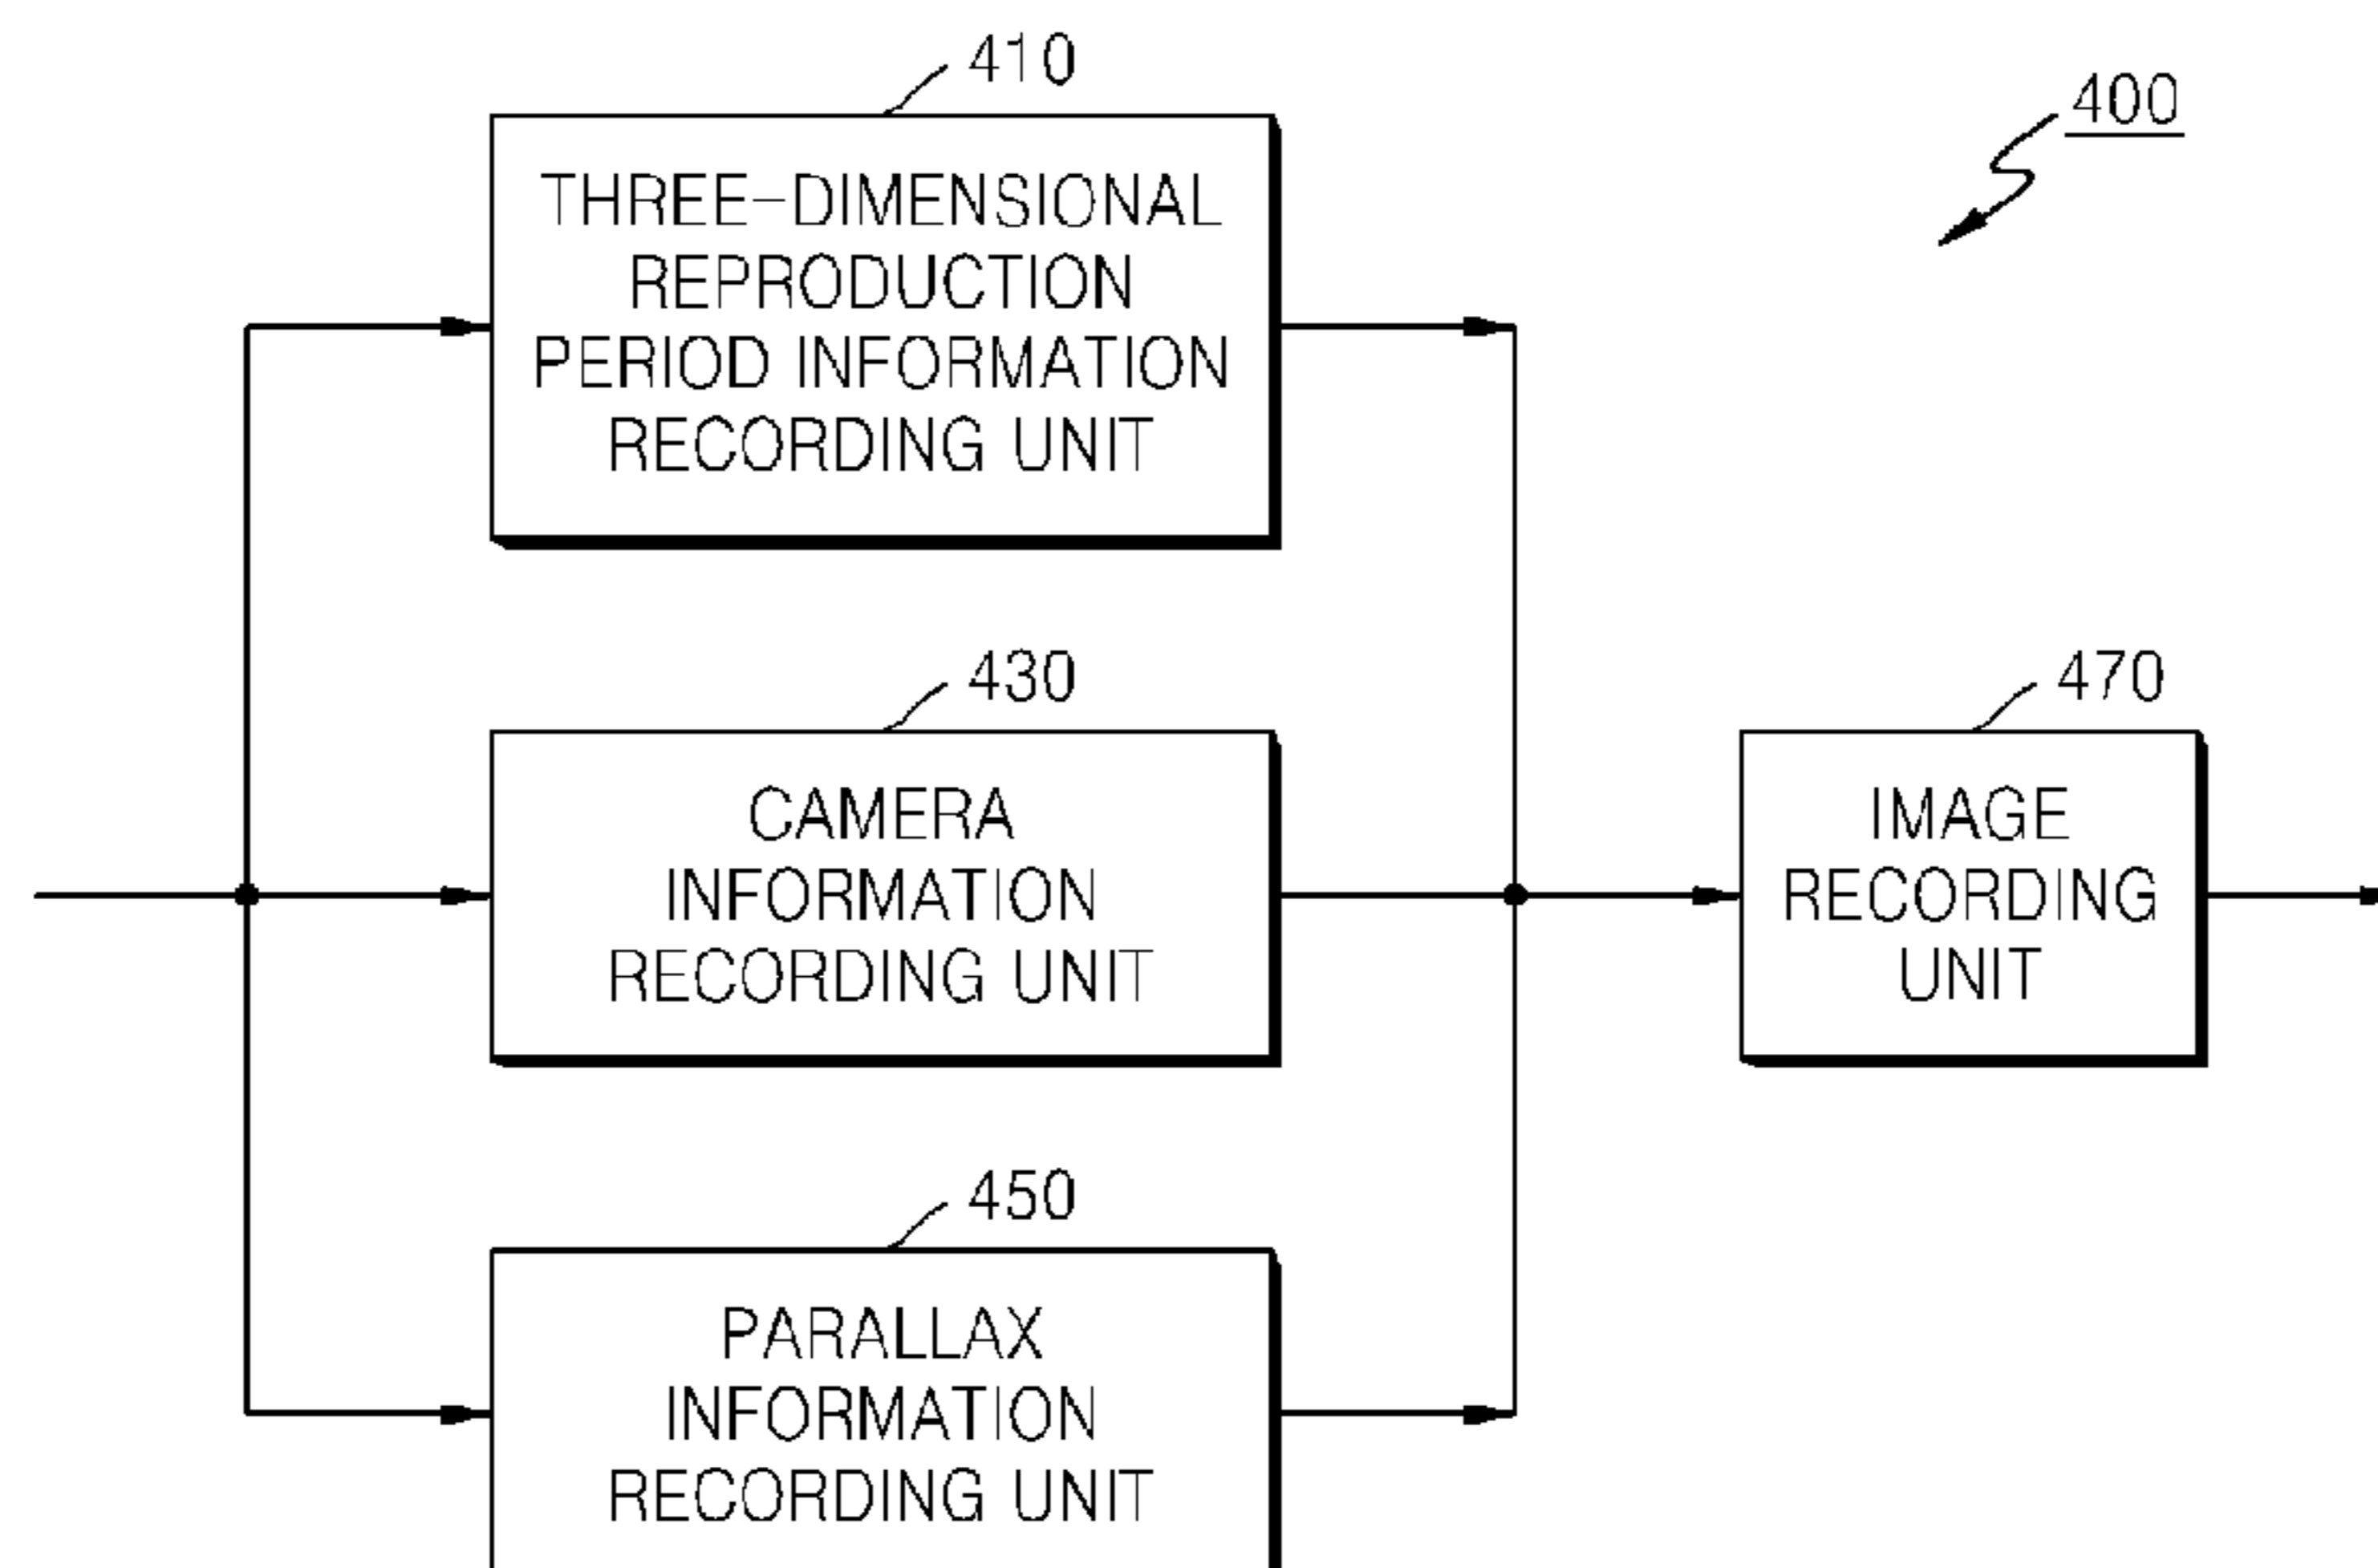 410
400
THREE-DIMENSIONAL
REPRODUCTION
PERIOD INFORMATION
RECORDING UNIT
430
470
CAMERA
INFORMATION
RECORDING UNIT
IMAGE
RECORDING
UNIT
450
PARALLAX
INFORMATION
RECORDING UNIT